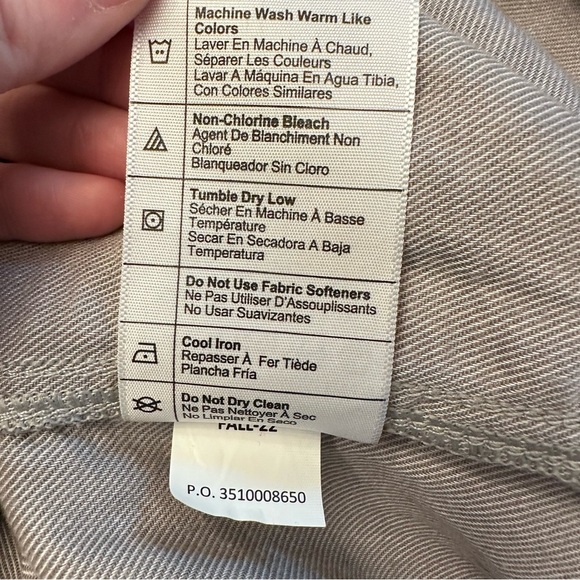 Machine Wash Warm Like
Colors
Laver En Machine À Chaud,
Séparer Les Couleurs
Lavar A Máquina En Agua Tibia,
Con Colores Similares
Non-Chlorine Bleach
Agent De Blanchiment Non
Chloré
Blanqueador Sin Cloro
Tumble Dry Low
Sécher En Machine À Basse
Température
Secar En Secadora A Baja
Temperatura
Do Not Use Fabric Softeners
Ne Pas Utiliser D'Assouplissants
No Usar Suavizantes
Cool Iron
Repasser À Fer Tiède
Plancha Fría
Do Not Dry Clean
Ne Pas Nettoyer À Sec
No Limpiar En Seco
FALL-22
P.O. 3510008650